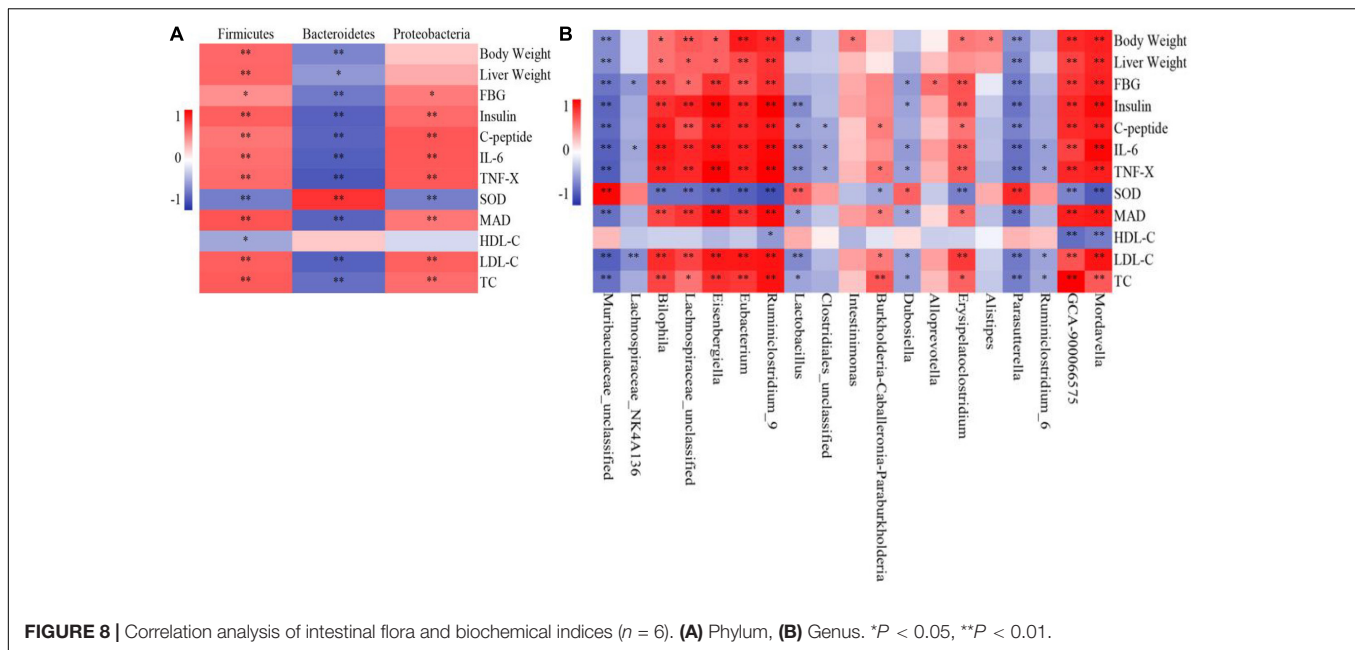 A
Firmicutes Bacteroidetes Proteobacteria
** ** Body Weight
** * Liver Weight
* ** * FBG
** ** ** Insulin
** ** ** C-peptide
** ** ** IL-6
** ** ** TNF-X
** ** ** SOD
** ** ** MAD
* HDL-C
** ** ** LDL-C
** ** ** TC
1
0
-1
B
** * ** * ** ** * * * * ** ** ** Body Weight
** * * * ** ** ** ** ** Liver Weight
** * ** * ** ** ** * * ** ** ** ** FBG
** ** ** ** ** ** ** * ** ** ** ** Insulin
** ** ** ** ** ** * * * * ** ** ** C-peptide
** * ** ** ** ** ** ** * * ** ** * ** ** IL-6
** ** ** ** ** ** ** * * * ** ** * ** ** TNF-X
** ** ** ** ** ** ** * * ** ** ** ** SOD
** ** ** ** ** ** * * * * ** ** ** MAD
* ** ** HDL-C
** ** ** ** ** ** ** ** * * ** ** * ** ** LDL-C
** ** * ** ** ** * ** * * ** * ** ** TC
1
0
-1
Muribaculaceae_unclassified
Lachnospiraceae_NK4A136
Bilophila
Lachnospiraceae_unclassified
Eisenbergiella
Eubacterium
Ruminiclostridium_9
Lactobacillus
Clostridiales_unclassified
Intestinimonas
Burkholderia-Caballeronia-Paraburkholderia
Dubosiella
Alloprevotella
Erysipelatoclostridium
Alistipes
Parasutterella
Ruminiclostridium_6
GCA-900066575
Mordavella
FIGURE 8 | Correlation analysis of intestinal flora and biochemical indices (n = 6). (A) Phylum, (B) Genus. *P < 0.05, **P < 0.01.